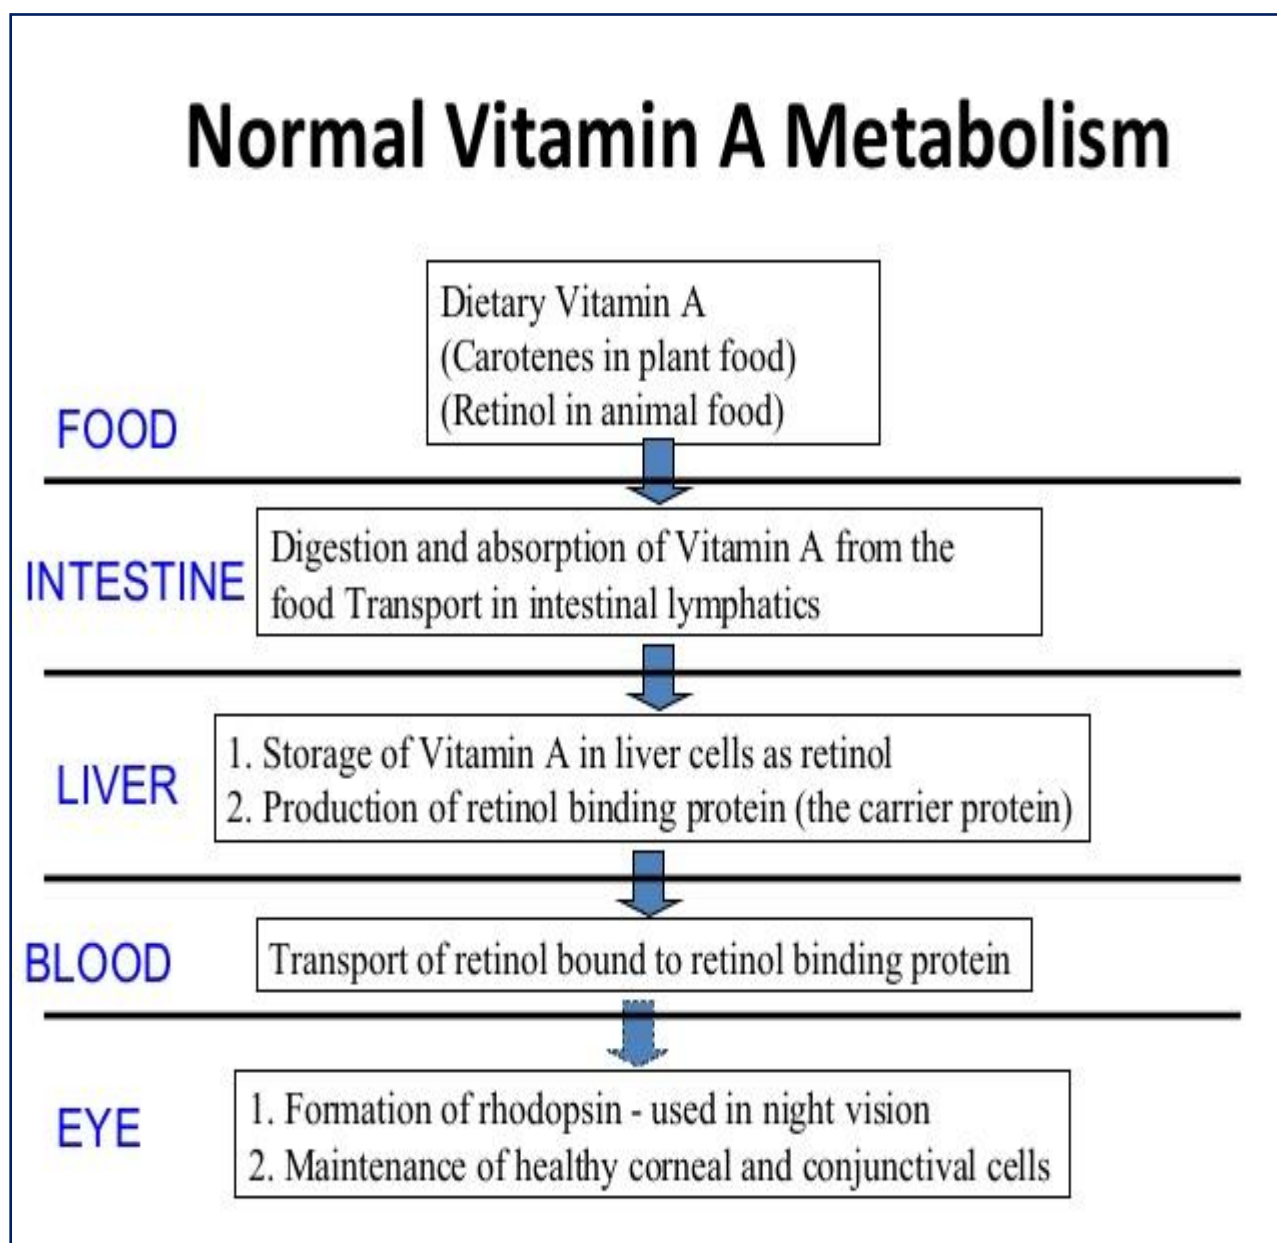 Normal Vitamin A Metabolism
Dietary Vitamin A
(Carotenes in plant food)
(Retinol in animal food)
FOOD
Digestion and absorption of Vitamin A from the
food Transport in intestinal lymphatics
INTESTINE
1. Storage of Vitamin A in liver cells as retinol
2. Production of retinol binding protein (the carrier protein)
LIVER
Transport of retinol bound to retinol binding protein
BLOOD
1. Formation of rhodopsin - used in night vision
2. Maintenance of healthy corneal and conjunctival cells
EYE